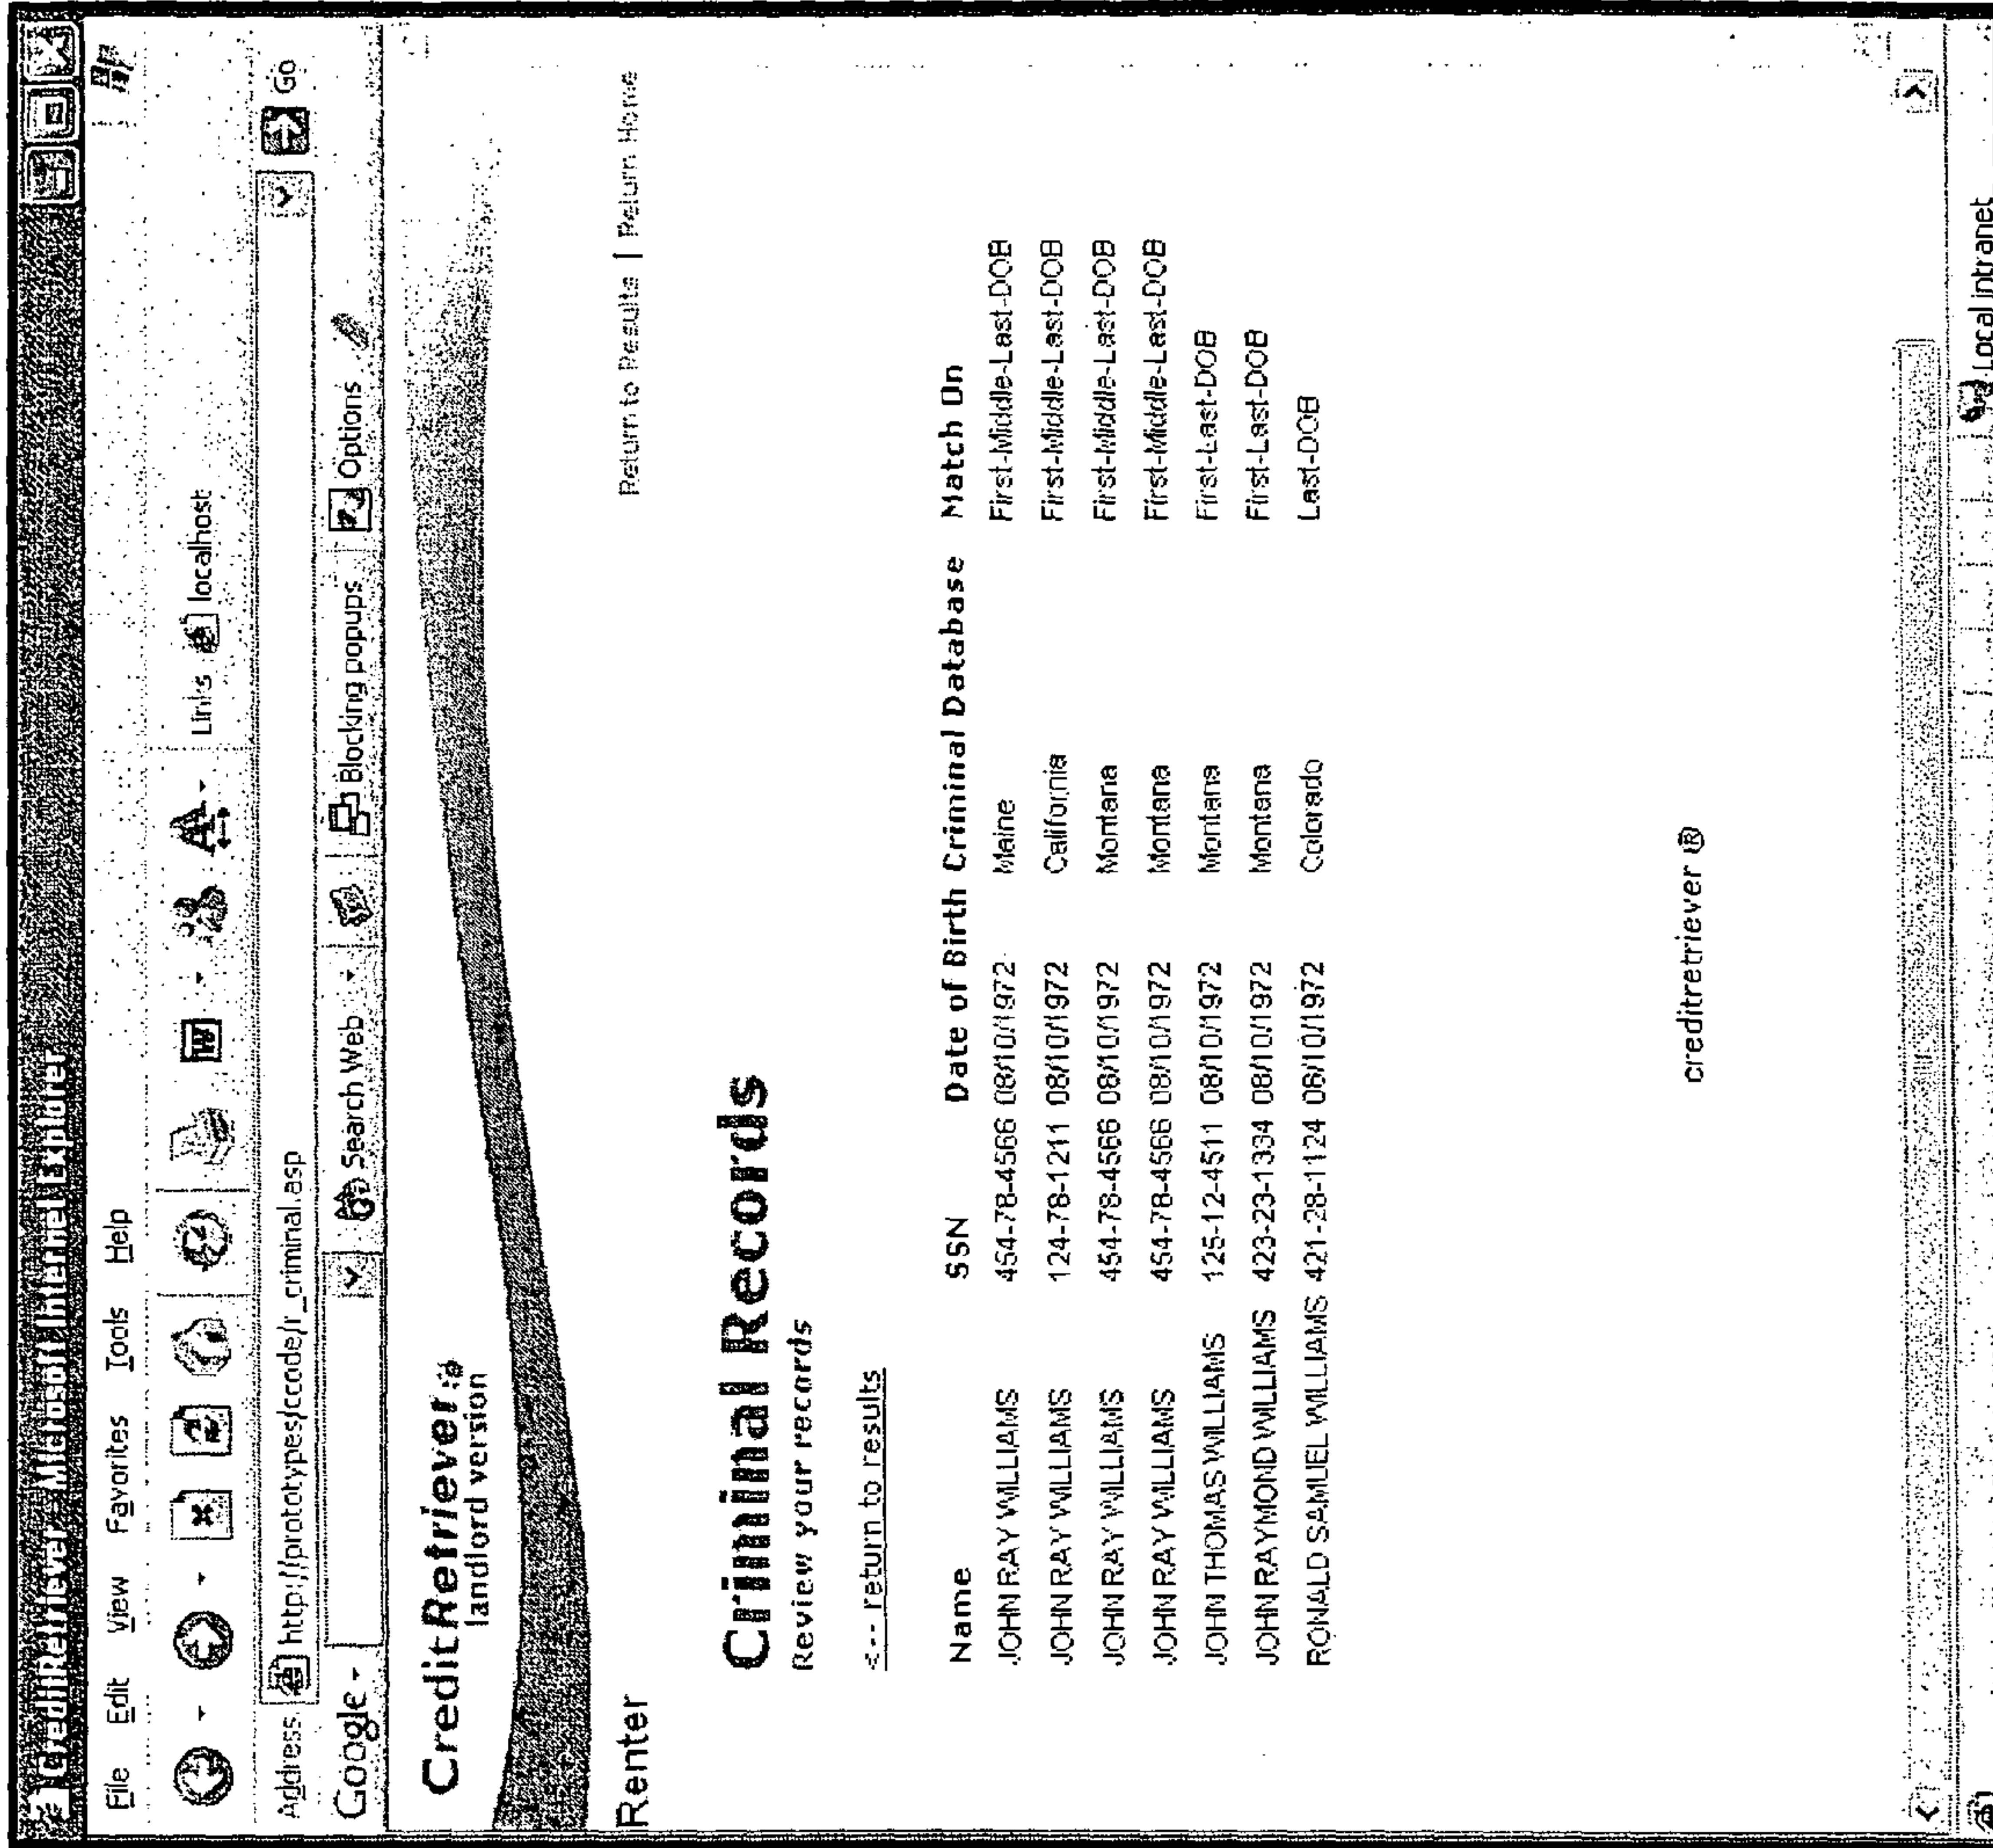 CreditRetriever - Microsoft Internet Explorer
File Edit View Favorites Tools Help
Links localhost
Address http://prototypes/ccode/r_criminal.asp Go
Google Search Web Blocking popups Options
CreditRetriever
landlord version
Renter
Return to Results | Return Home
Criminal Records
Review your records
<-- return to results
Name SSN Date of Birth Criminal Database Match On
JOHN RAY WILLIAMS 454-78-4566 08/10/1972 Maine First-Middle-Last-DOB
JOHN RAY WILLIAMS 124-78-1211 08/10/1972 California First-Middle-Last-DOB
JOHN RAY WILLIAMS 454-78-4566 08/10/1972 Montana First-Middle-Last-DOB
JOHN RAY WILLIAMS 454-78-4566 08/10/1972 Montana First-Middle-Last-DOB
JOHN THOMAS WILLIAMS 125-12-4511 08/10/1972 Montana First-Last-DOB
JOHN RAYMOND WILLIAMS 423-23-1334 08/10/1972 Montana First-Last-DOB
RONALD SAMUEL WILLIAMS 421-28-1124 08/10/1972 Colorado Last-DOB
creditretriever ®
Local intranet